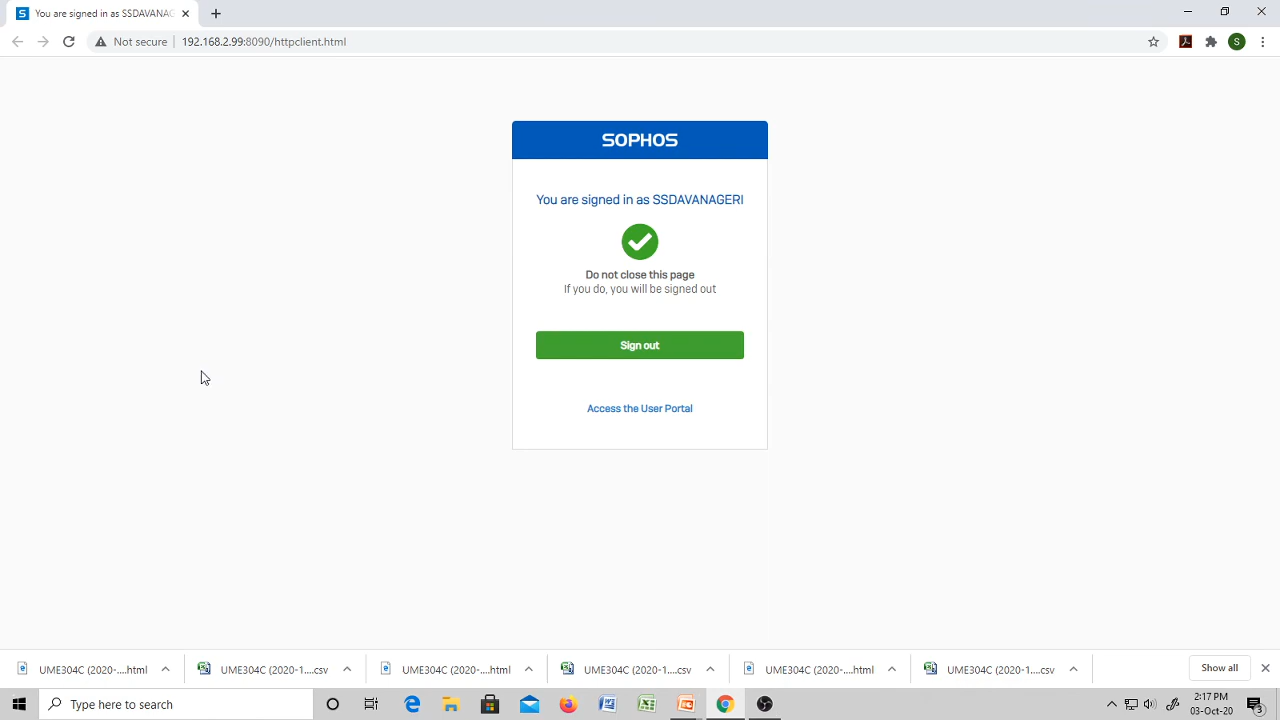 You are signed in as SSDAVANAG
Not secure
192.168.2.99:8090/httpclient.html
S
SOPHOS
You are signed in as SSDAVANAGERI
Do not close this page
If you do, you will be signed out
Sign out
Access the User Portal
UME304C (2020-....html
UME304C (2020-1....csv
UME304C (2020-....html
UME304C (2020-1....csv
UME304C (2020-....html
UME304C (2020-1....csv
Show all
Type here to search
2:17 PM
03-Oct-20
3